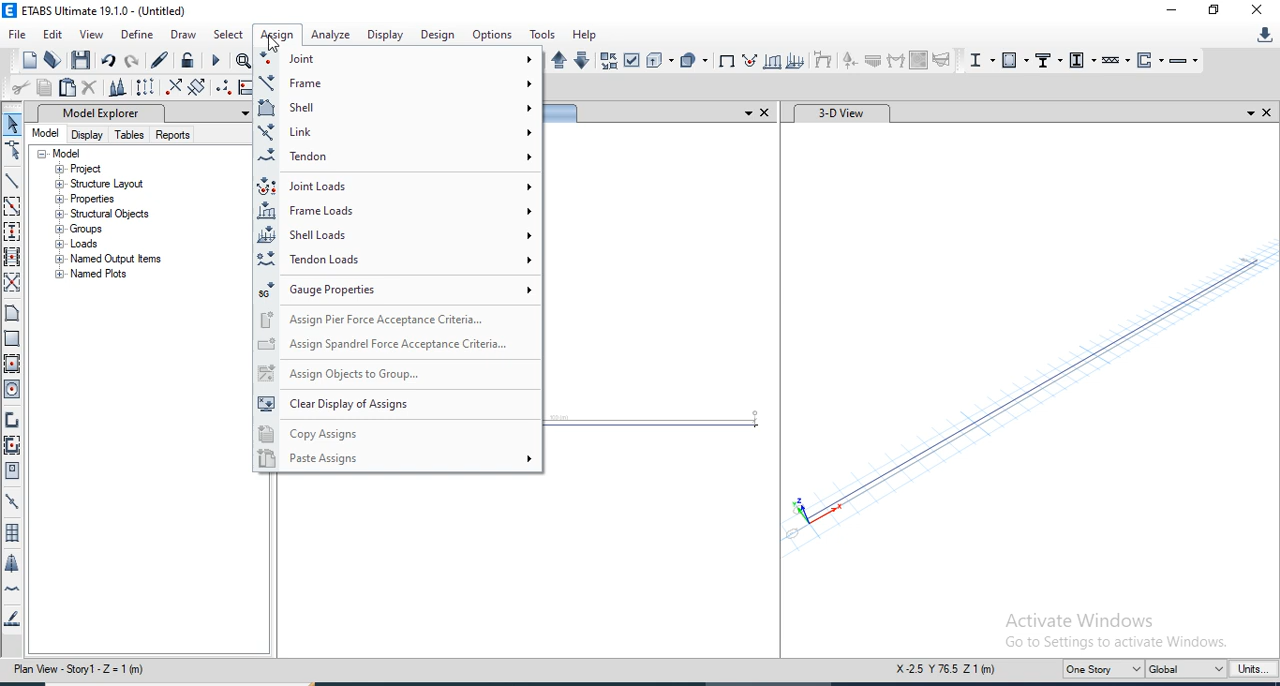 ETABS Ultimate 19.1.0 - (Untitled)
File Edit View Define Draw Select Assign Analyze Display Design Options Tools Help
Model Explorer
3-D View
Model Display Tables Reports
Model
Project
Structure Layout
Properties
Structural Objects
Groups
Loads
Named Output Items
Named Plots
Joint
Frame
Shell
Link
Tendon
Joint Loads
Frame Loads
Shell Loads
Tendon Loads
Gauge Properties
Assign Pier Force Acceptance Criteria...
Assign Spandrel Force Acceptance Criteria...
Assign Objects to Group...
Clear Display of Assigns
Copy Assigns
Paste Assigns
Z
X
Activate Windows
Go to Settings to activate Windows.
Plan View - Story1 - Z = 1 (m)
X -2.5 Y 76.5 Z 1 (m)
One Story
Global
Units...